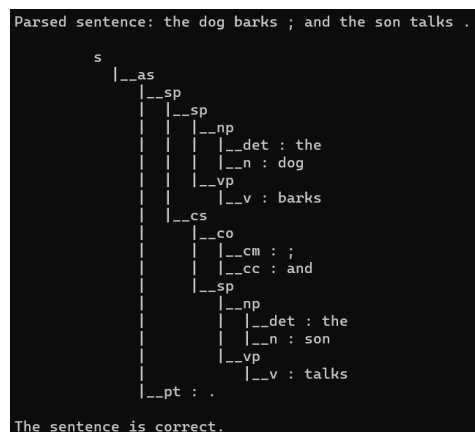 Parsed sentence: the dog barks ; and the son talks .
s
|__as
|__sp
| |__sp
| | |__np
| | | |__det : the
| | | |__n : dog
| | |__vp
| | |__v : barks
| |__cs
| |__co
| | |__cm : ;
| | |__cc : and
| |__sp
| |__np
| | |__det : the
| | |__n : son
| |__vp
| |__v : talks
|__pt : .
The sentence is correct.